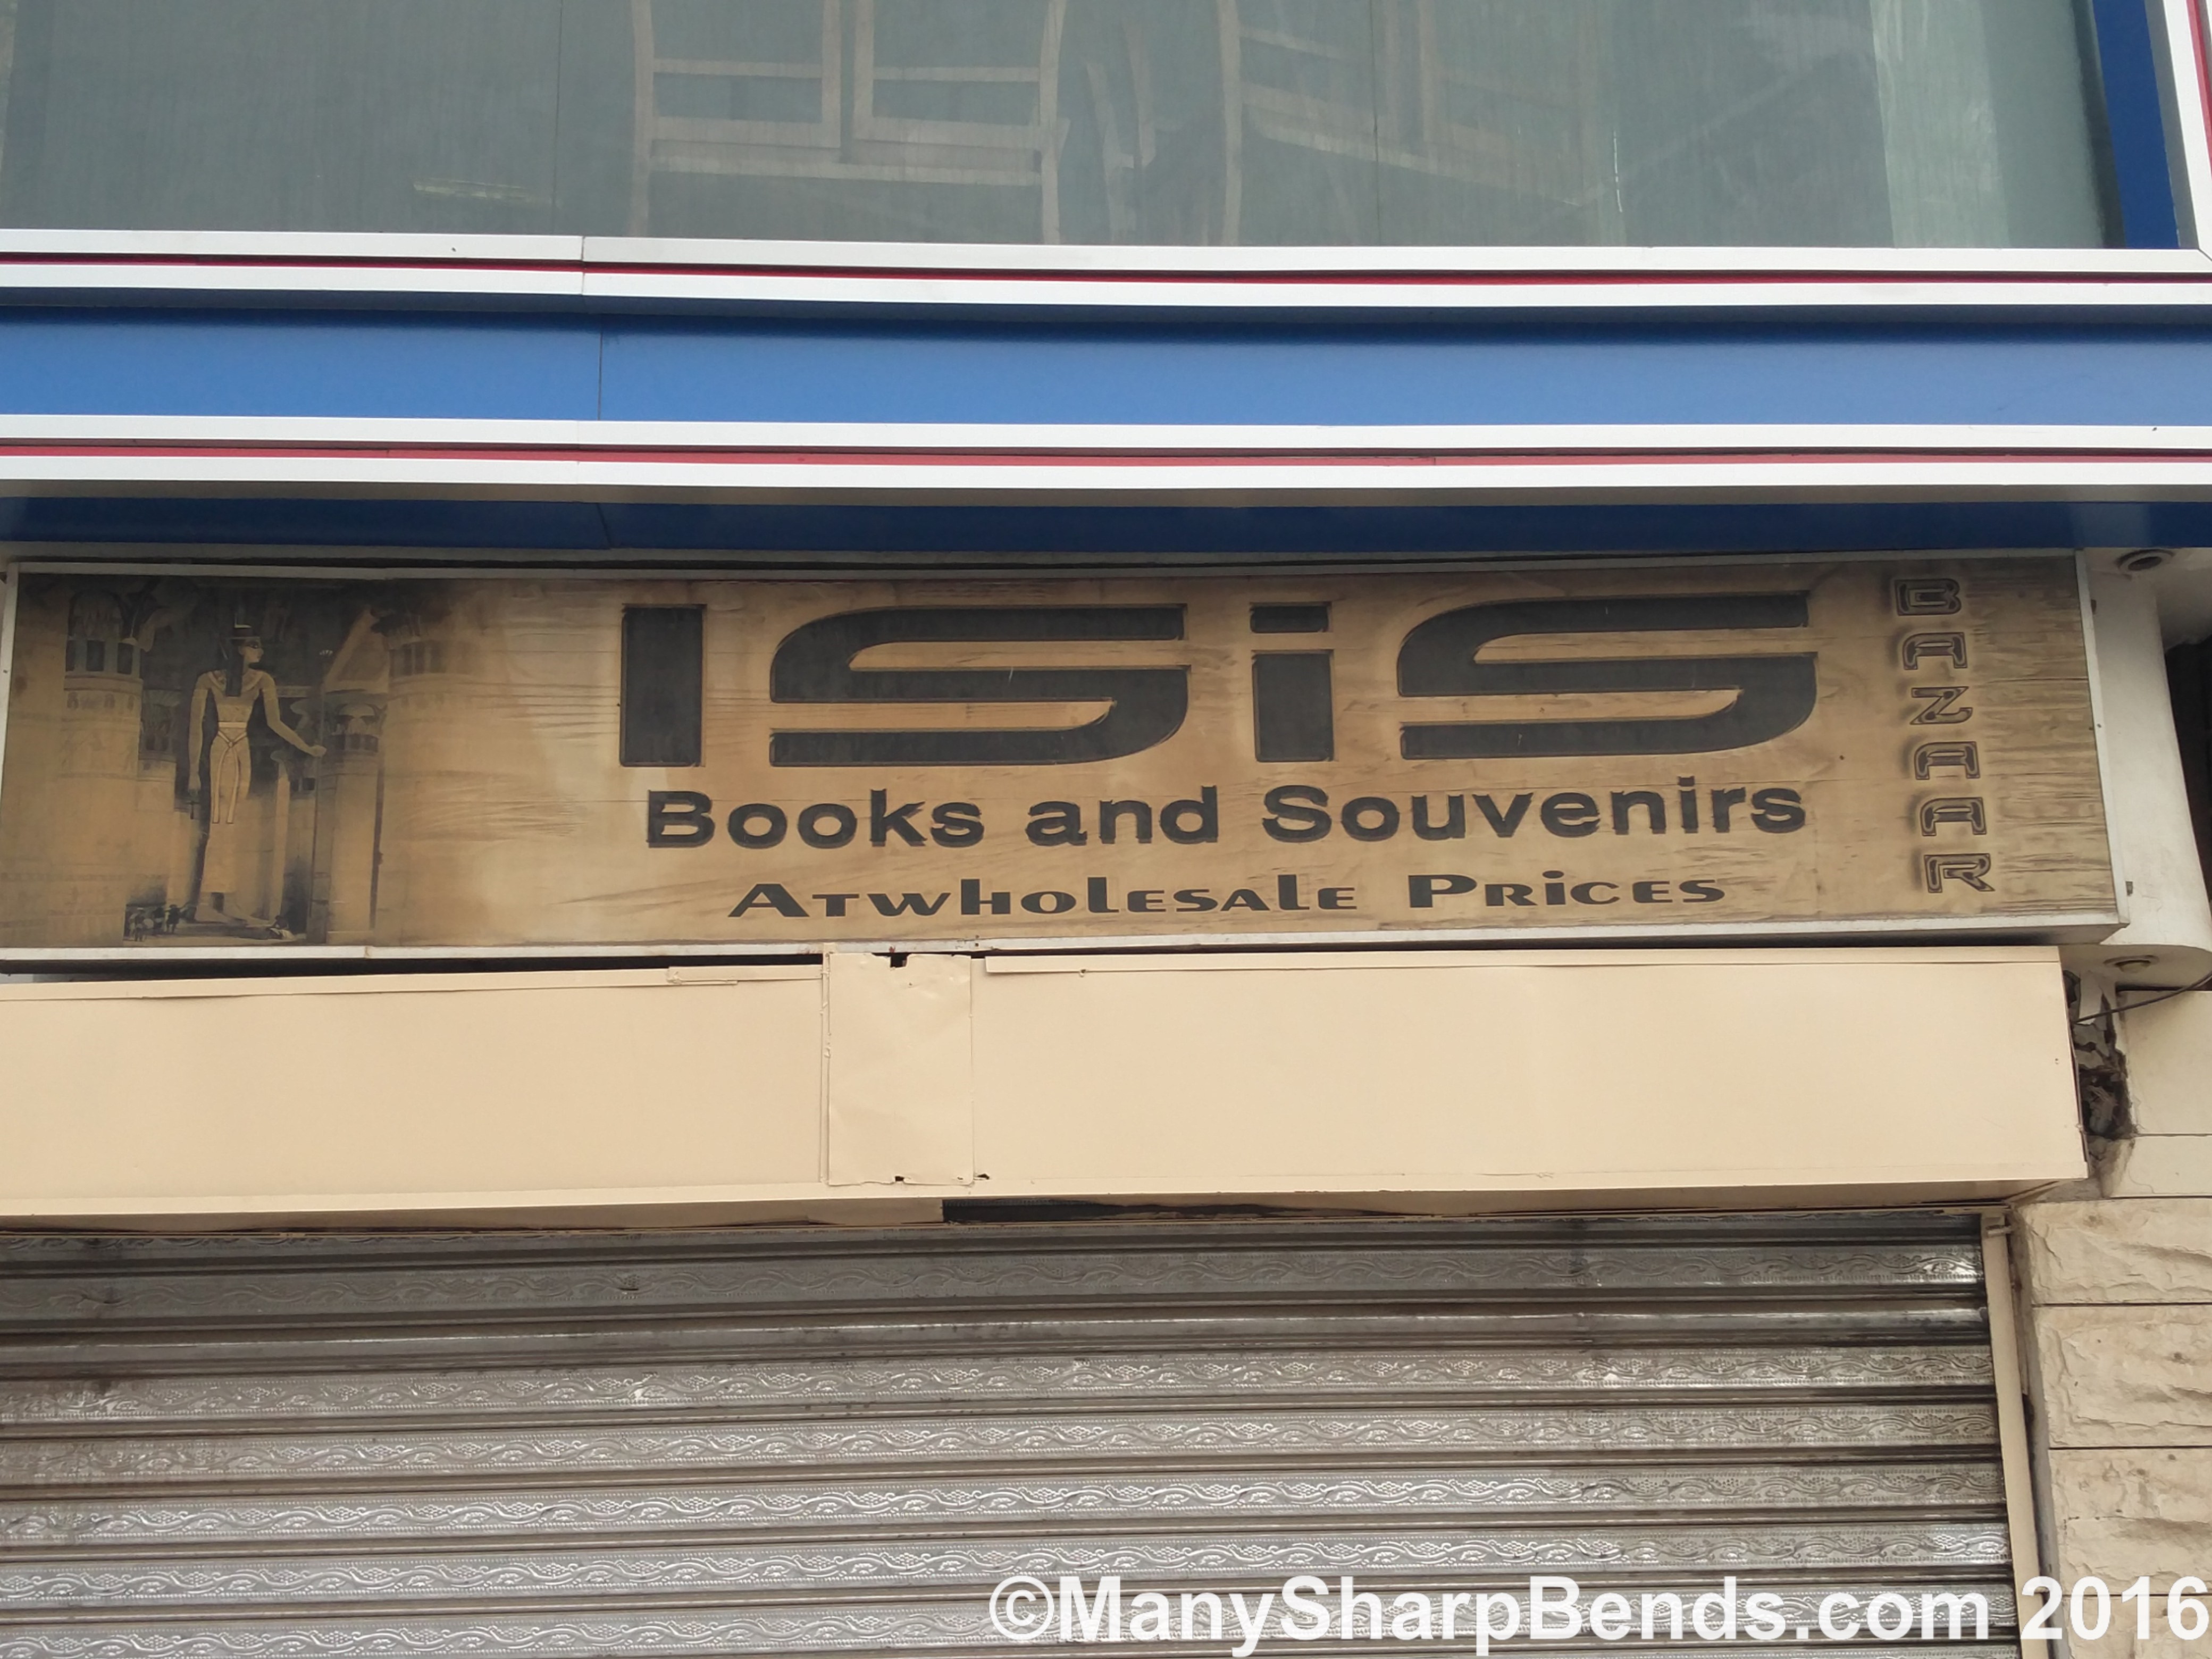 ISiS
Books and Souvenirs
Atwholesale Prices
BAZAAR
©ManySharpBends.com 2016